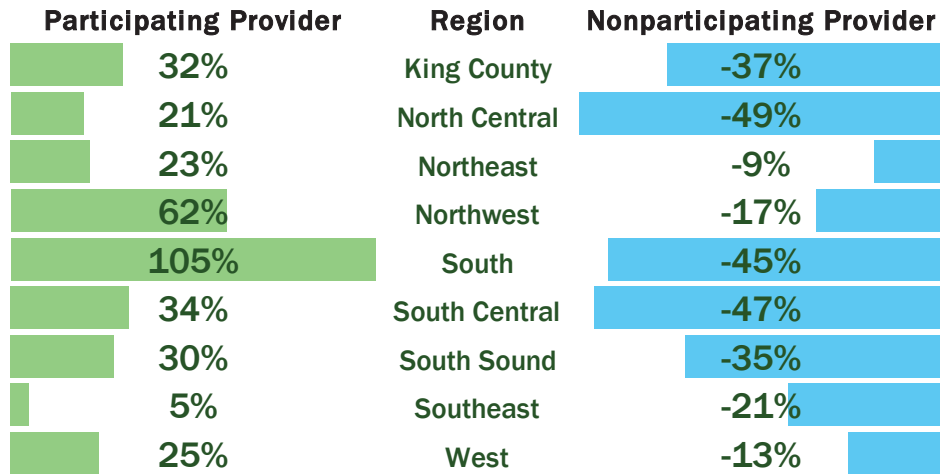 Participating Provider Region Nonparticipating Provider
32% King County -37%
21% North Central -49%
23% Northeast -9%
62% Northwest -17%
105% South -45%
34% South Central -47%
30% South Sound -35%
5% Southeast -21%
25% West -13%